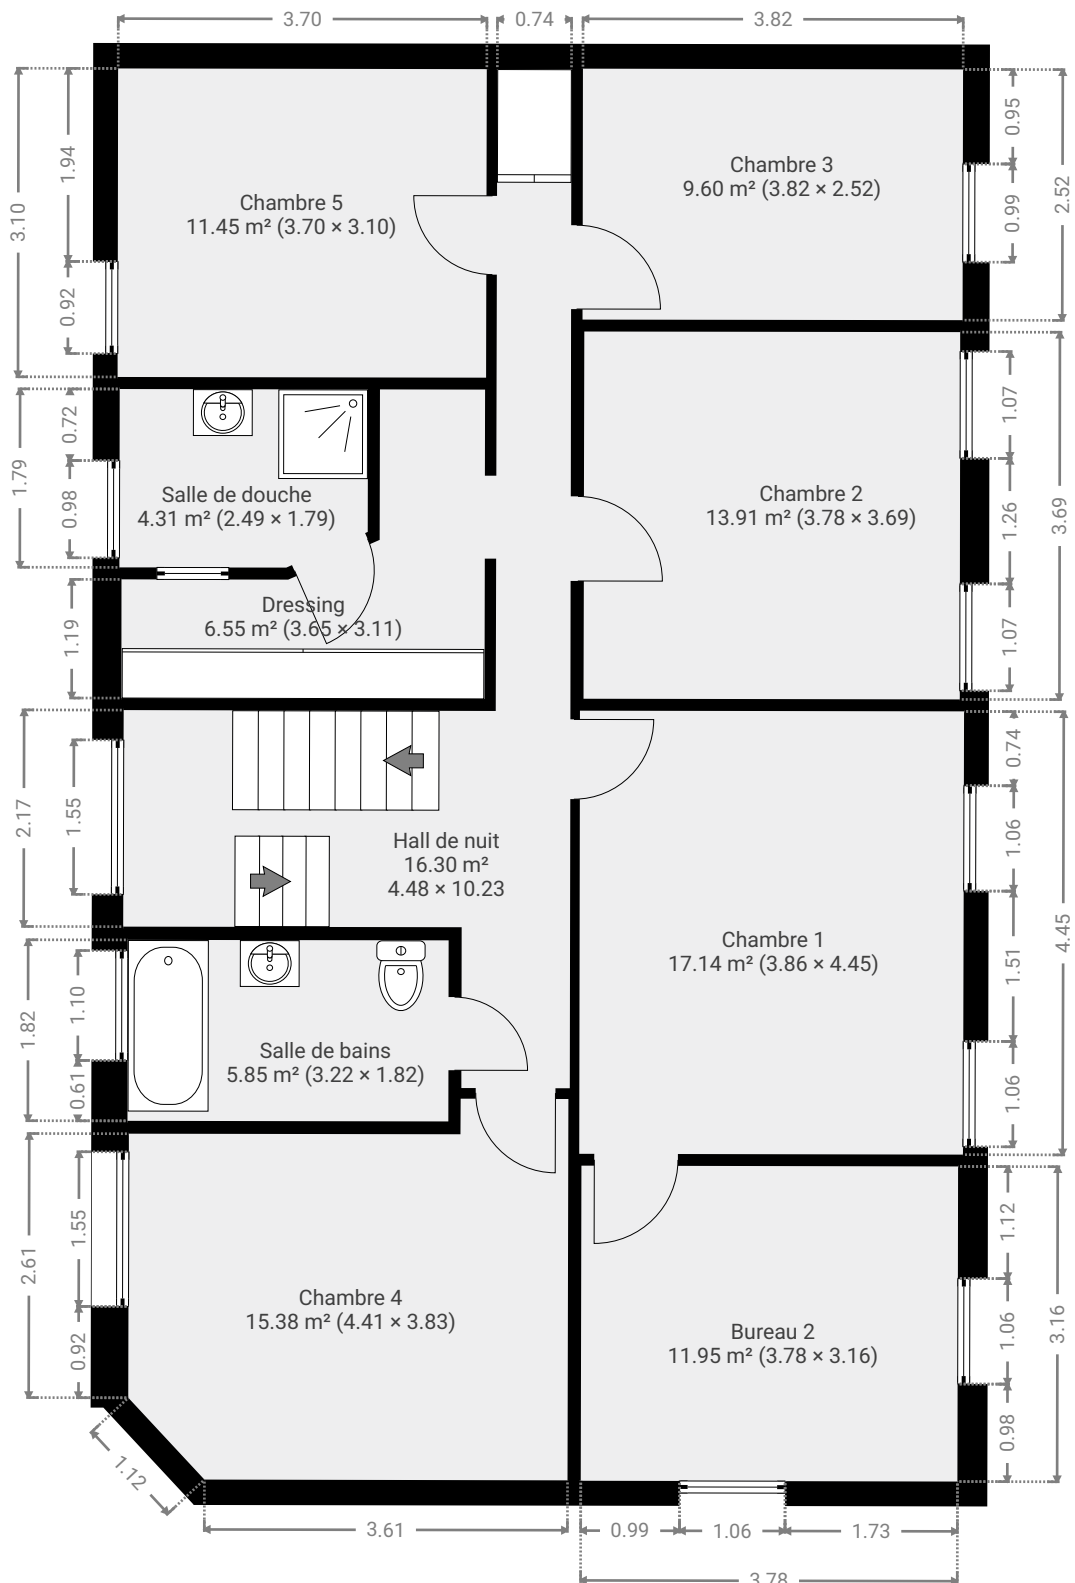 3.70
0.74
3.82
3.10
1.94
0.92
0.95
0.99
2.52
Chambre 5
11.45 m² (3.70 × 3.10)
Chambre 3
9.60 m² (3.82 × 2.52)
1.79
0.72
0.98
1.19
Salle de douche
4.31 m² (2.49 × 1.79)
Chambre 2
13.91 m² (3.78 × 3.69)
1.07
1.26
1.07
3.69
Dressing
6.55 m² (3.65 × 3.11)
2.17
1.55
Hall de nuit
16.30 m²
4.48 × 10.23
0.74
1.06
1.51
1.06
4.45
Chambre 1
17.14 m² (3.86 × 4.45)
1.82
1.10
0.61
Salle de bains
5.85 m² (3.22 × 1.82)
2.61
1.55
0.92
Chambre 4
15.38 m² (4.41 × 3.83)
Bureau 2
11.95 m² (3.78 × 3.16)
1.12
1.06
0.98
3.16
1.12
3.61
0.99
1.06
1.73
3.78